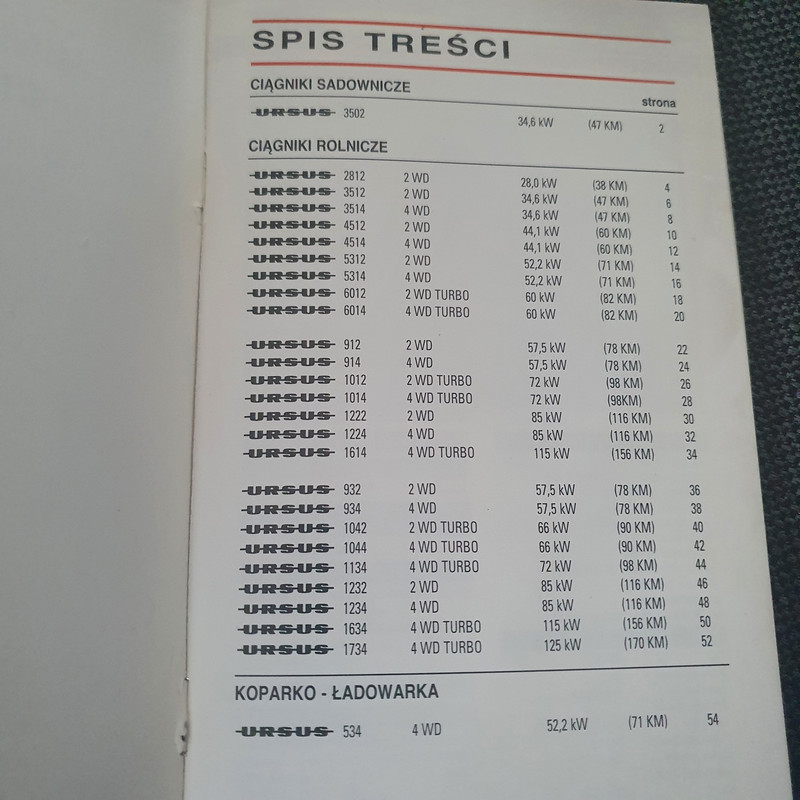 SPIS TREŚCI
CIĄGNIKI SADOWNICZE
strona
URSUS 3502 34,6 kW (47 KM) 2
CIĄGNIKI ROLNICZE
URSUS 2812 2 WD 28,0 kW (38 KM) 4
URSUS 3512 2 WD 34,6 kW (47 KM) 6
URSUS 3514 4 WD 34,6 kW (47 KM) 8
URSUS 4512 2 WD 44,1 kW (60 KM) 10
URSUS 4514 4 WD 44,1 kW (60 KM) 12
URSUS 5312 2 WD 52,2 kW (71 KM) 14
URSUS 5314 4 WD 52,2 kW (71 KM) 16
URSUS 6012 2 WD TURBO 60 kW (82 KM) 18
URSUS 6014 4 WD TURBO 60 kW (82 KM) 20
URSUS 912 2 WD 57,5 kW (78 KM) 22
URSUS 914 4 WD 57,5 kW (78 KM) 24
URSUS 1012 2 WD TURBO 72 kW (98 KM) 26
URSUS 1014 4 WD TURBO 72 kW (98KM) 28
URSUS 1222 2 WD 85 kW (116 KM) 30
URSUS 1224 4 WD 85 kW (116 KM) 32
URSUS 1614 4 WD TURBO 115 kW (156 KM) 34
URSUS 932 2 WD 57,5 kW (78 KM) 36
URSUS 934 4 WD 57,5 kW (78 KM) 38
URSUS 1042 2 WD TURBO 66 kW (90 KM) 40
URSUS 1044 4 WD TURBO 66 kW (90 KM) 42
URSUS 1134 4 WD TURBO 72 kW (98 KM) 44
URSUS 1232 2 WD 85 kW (116 KM) 46
URSUS 1234 4 WD 85 kW (116 KM) 48
URSUS 1634 4 WD TURBO 115 kW (156 KM) 50
URSUS 1734 4 WD TURBO 125 kW (170 KM) 52
KOPARKO - ŁADOWARKA
URSUS 534 4 WD 52,2 kW (71 KM) 54